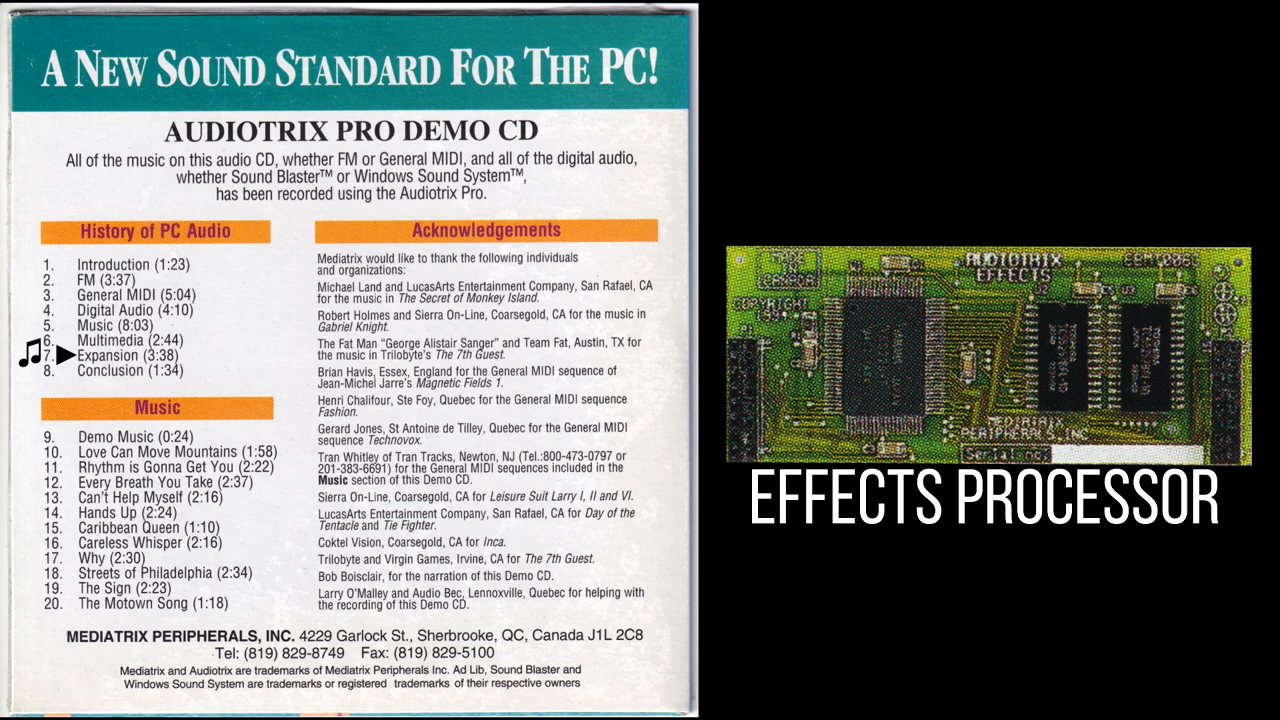 A NEW SOUND STANDARD FOR THE PC!
AUDIOTRIX PRO DEMO CD
All of the music on this audio CD, whether FM or General MIDI, and all of the digital audio,
whether Sound Blaster™ or Windows Sound System™,
has been recorded using the Audiotrix Pro.
History of PC Audio
1. Introduction (1:23)
2. FM (3:37)
3. General MIDI (5:04)
4. Digital Audio (4:10)
5. Music (8:03)
6. Multimedia (2:44)
7. Expansion (3:38)
8. Conclusion (1:34)
Music
9. Demo Music (0:24)
10. Love Can Move Mountains (1:58)
11. Rhythm is Gonna Get You (2:22)
12. Every Breath You Take (2:37)
13. Can't Help Myself (2:16)
14. Hands Up (2:24)
15. Caribbean Queen (1:10)
16. Careless Whisper (2:16)
17. Why (2:30)
18. Streets of Philadelphia (2:34)
19. The Sign (2:23)
20. The Motown Song (1:18)
Acknowledgements
Mediatrix would like to thank the following individuals
and organizations:
Michael Land and LucasArts Entertainment Company, San Rafael, CA
for the music in The Secret of Monkey Island.
Robert Holmes and Sierra On-Line, Coarsegold, CA for the music in
Gabriel Knight.
The Fat Man "George Alistair Sanger" and Team Fat, Austin, TX for
the music in Trilobyte's The 7th Guest.
Brian Havis, Essex, England for the General MIDI sequence of
Jean-Michel Jarre's Magnetic Fields 1.
Henri Chalifour, Ste Foy, Quebec for the General MIDI sequence
Fashion.
Gerard Jones, St Antoine de Tilley, Quebec for the General MIDI
sequence Technovox.
Tran Whitley of Tran Tracks, Newton, NJ (Tel.:800-473-0797 or
201-383-6691) for the General MIDI sequences included in the
Music section of this Demo CD.
Sierra On-Line, Coarsegold, CA for Leisure Suit Larry I, II and VI.
LucasArts Entertainment Company, San Rafael, CA for Day of the
Tentacle and Tie Fighter.
Coktel Vision, Coarsegold, CA for Inca.
Trilobyte and Virgin Games, Irvine, CA for The 7th Guest.
Bob Boisclair, for the narration of this Demo CD.
Larry O'Malley and Audio Bec, Lennoxville, Quebec for helping with
the recording of this Demo CD.
MEDIATRIX PERIPHERALS, INC. 4229 Garlock St., Sherbrooke, QC, Canada J1L 2C8
Tel: (819) 829-8749 Fax: (819) 829-5100
Mediatrix and Audiotrix are trademarks of Mediatrix Peripherals Inc. Ad Lib, Sound Blaster and
Windows Sound System are trademarks or registered trademarks of their respective owners
MADE
AUDIOTRIX
EFFECTS
COPYRIGHT
MEDIATRIX
PERIPHERALS INC
Serial no:
EFFECTS PROCESSOR